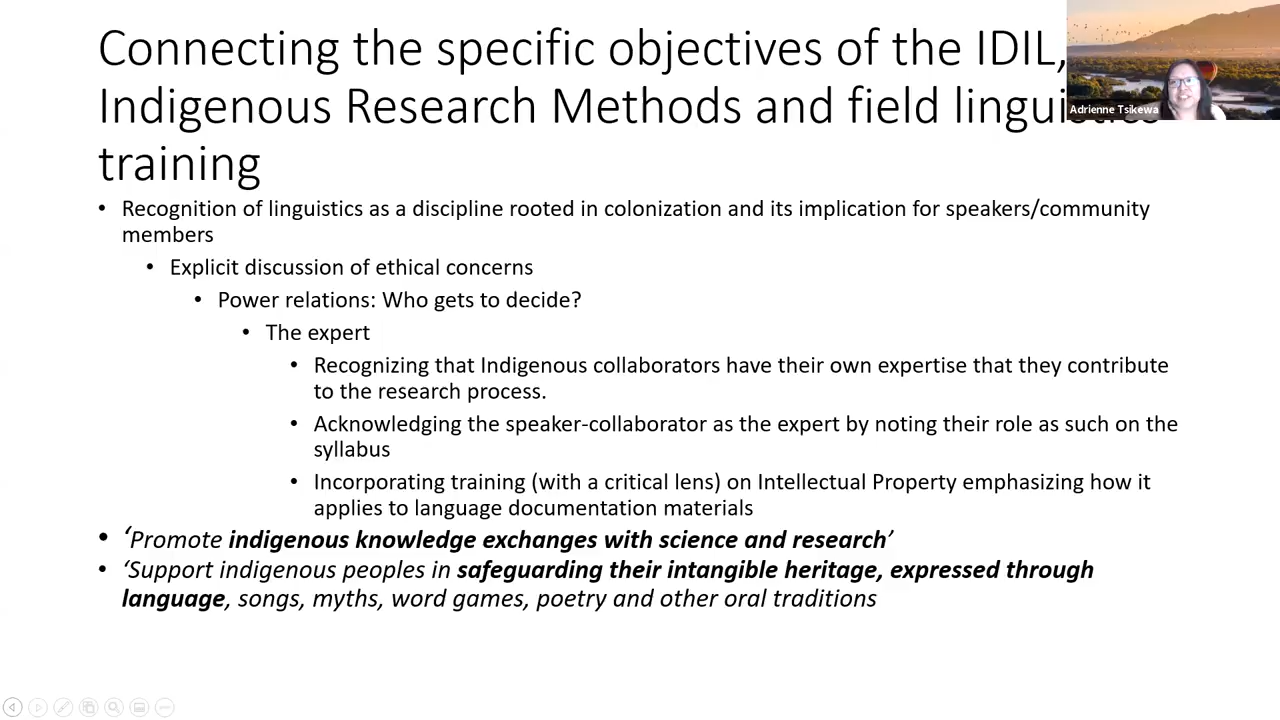 Connecting the specific objectives of the IDIL,
Indigenous Research Methods and field linguistics
training
Adrienne Tsikewa
• Recognition of linguistics as a discipline rooted in colonization and its implication for speakers/community
members
• Explicit discussion of ethical concerns
• Power relations: Who gets to decide?
• The expert
• Recognizing that Indigenous collaborators have their own expertise that they contribute
to the research process.
• Acknowledging the speaker-collaborator as the expert by noting their role as such on the
syllabus
• Incorporating training (with a critical lens) on Intellectual Property emphasizing how it
applies to language documentation materials
• ‘Promote indigenous knowledge exchanges with science and research’
• ‘Support indigenous peoples in safeguarding their intangible heritage, expressed through
language, songs, myths, word games, poetry and other oral traditions